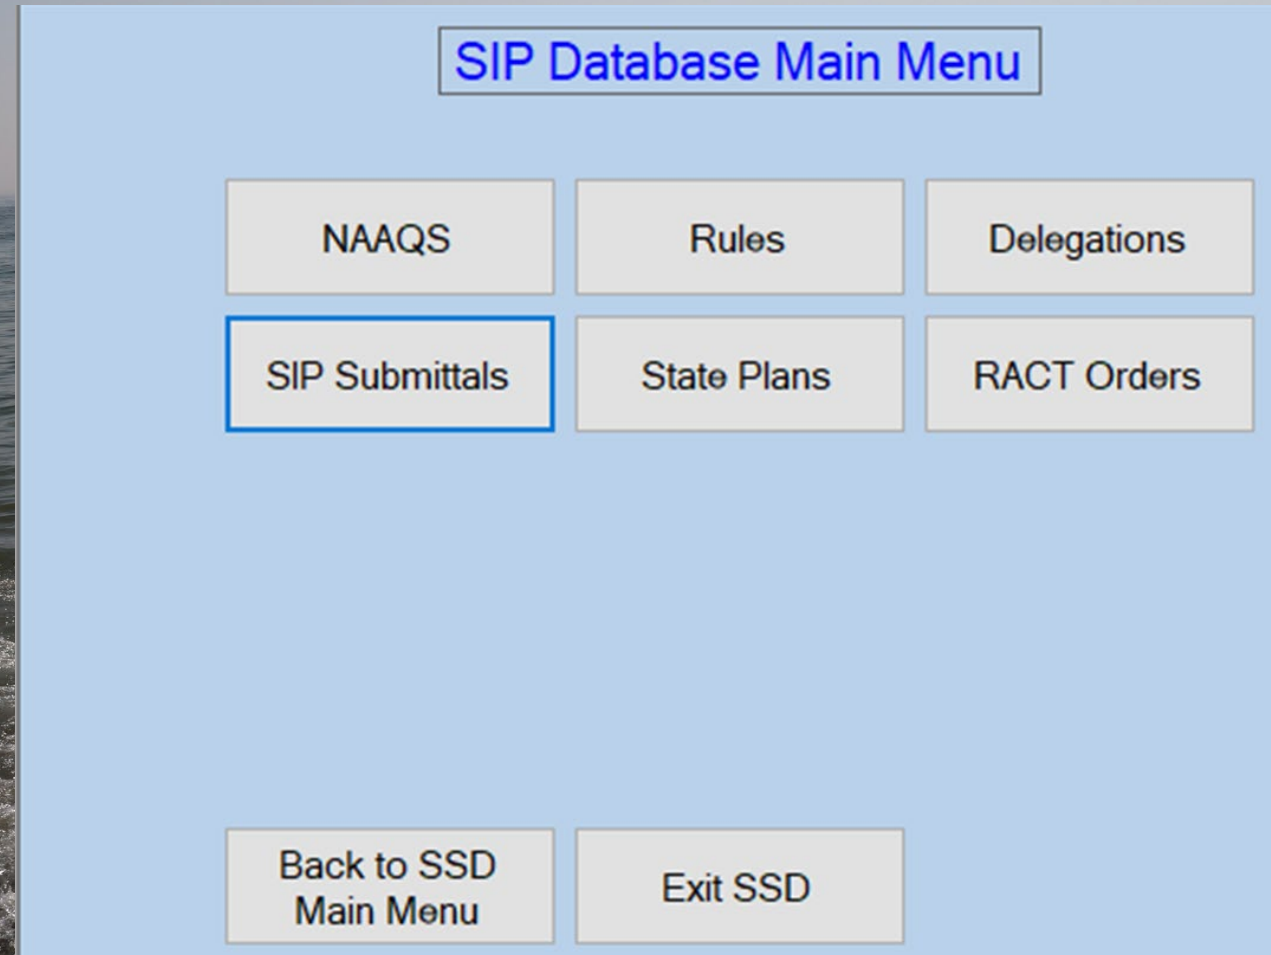 SIP Database Main Menu
NAAQS
Rules
Delegations
SIP Submittals
State Plans
RACT Orders
Back to SSD
Main Menu
Exit SSD